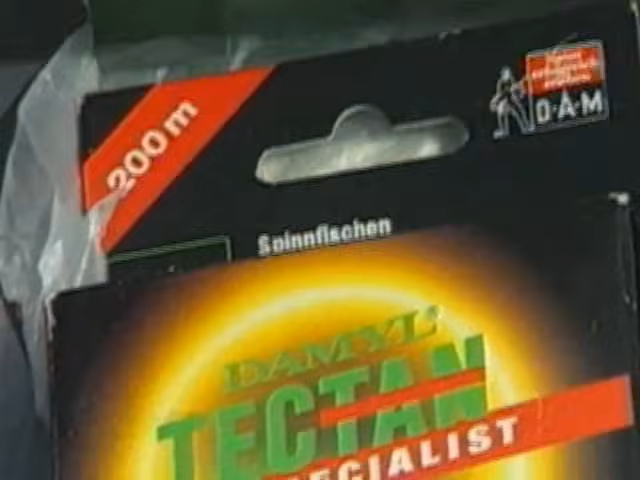 200 m
D·A·M
Spinnfischen
DAMYL®
TECTAN
SPECIALIST